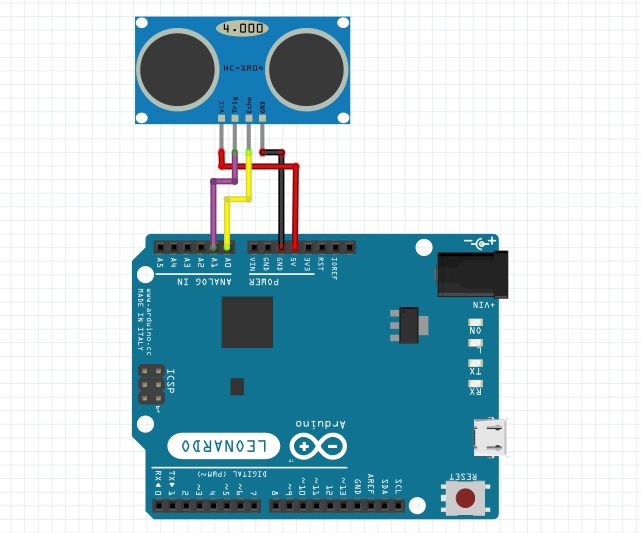 4.000
HC-SR04
VCC
Trig
Echo
GND
A5
A4
A3
A2
A1
A0
VIN
GND
GND
5V
3V3
RST
IOREF
ANALOG IN
POWER
+VIN
www.arduino.cc
MADE IN ITALY
ON
L
TX
RX
ICSP
Arduino
LEONARDO
DIGITAL (PWM~)
RESET
RX◄ 0
TX► 1
2
~3
4
~5
~6
7
8
~9
~10
~11
12
~13
GND
AREF
SDA
SCL